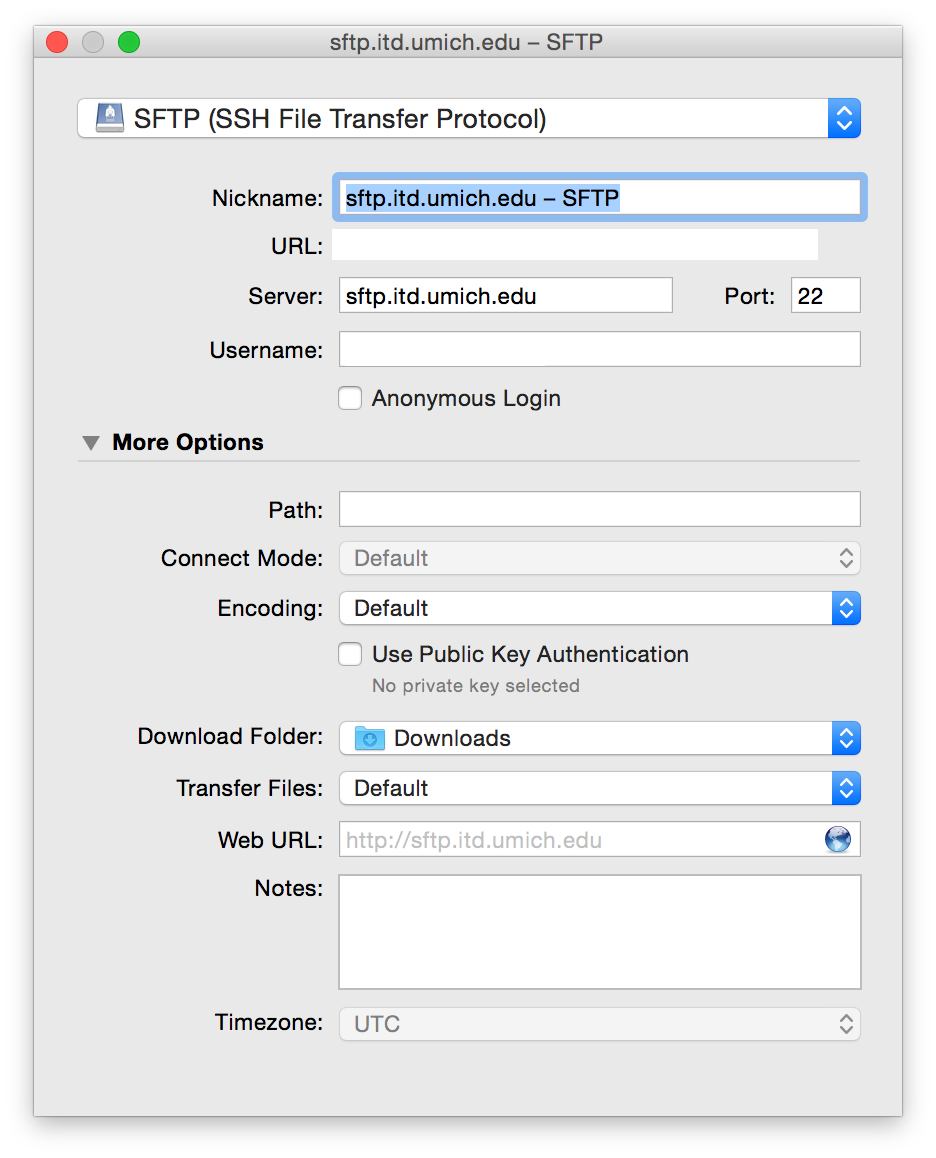 sftp.itd.umich.edu – SFTP
SFTP (SSH File Transfer Protocol)
Nickname: sftp.itd.umich.edu – SFTP
URL:
Server: sftp.itd.umich.edu Port: 22
Username:
Anonymous Login
More Options
Path:
Connect Mode: Default
Encoding: Default
Use Public Key Authentication
No private key selected
Download Folder: Downloads
Transfer Files: Default
Web URL: http://sftp.itd.umich.edu
Notes:
Timezone: UTC